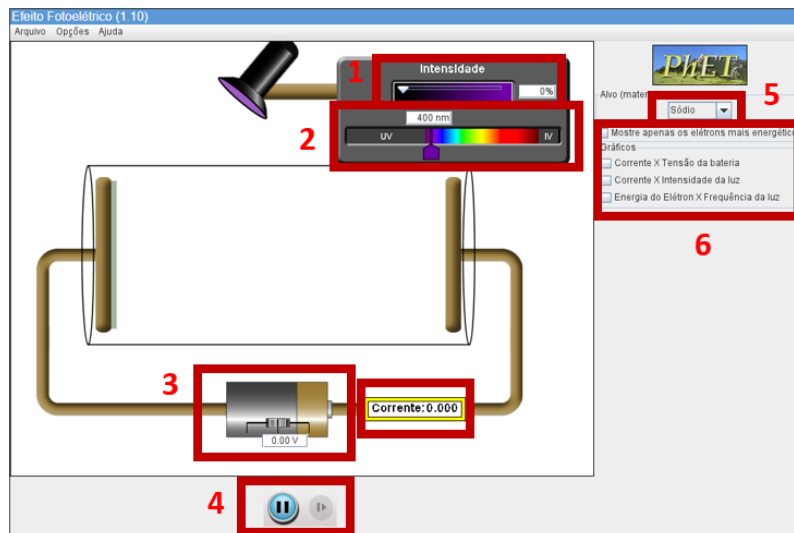 Efeito Fotoelétrico (1.10)
Arquivo Opções Ajuda
1
Intensidade
0%
2
400 nm
UV
IV
PhET
Alvo (mater
5
Sódio
Mostre apenas os elétrons mais energético
Gráficos
Corrente X Tensão da bateria
Corrente X Intensidade da luz
Energia do Elétron X Frequência da luz
6
3
0.00 V
Corrente: 0.000
4